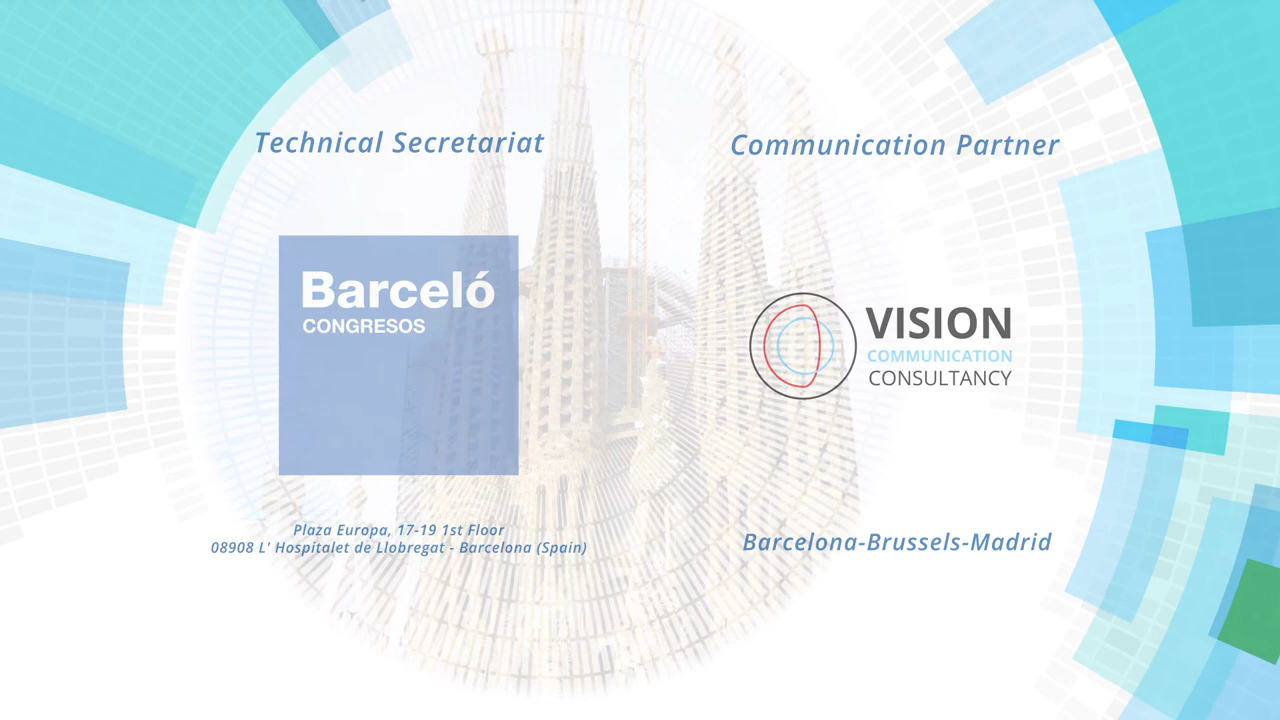 Technical Secretariat
Barceló
CONGRESOS
Plaza Europa, 17-19 1st Floor
08908 L' Hospitalet de Llobregat - Barcelona (Spain)
Communication Partner
VISION
COMMUNICATION
CONSULTANCY
Barcelona-Brussels-Madrid